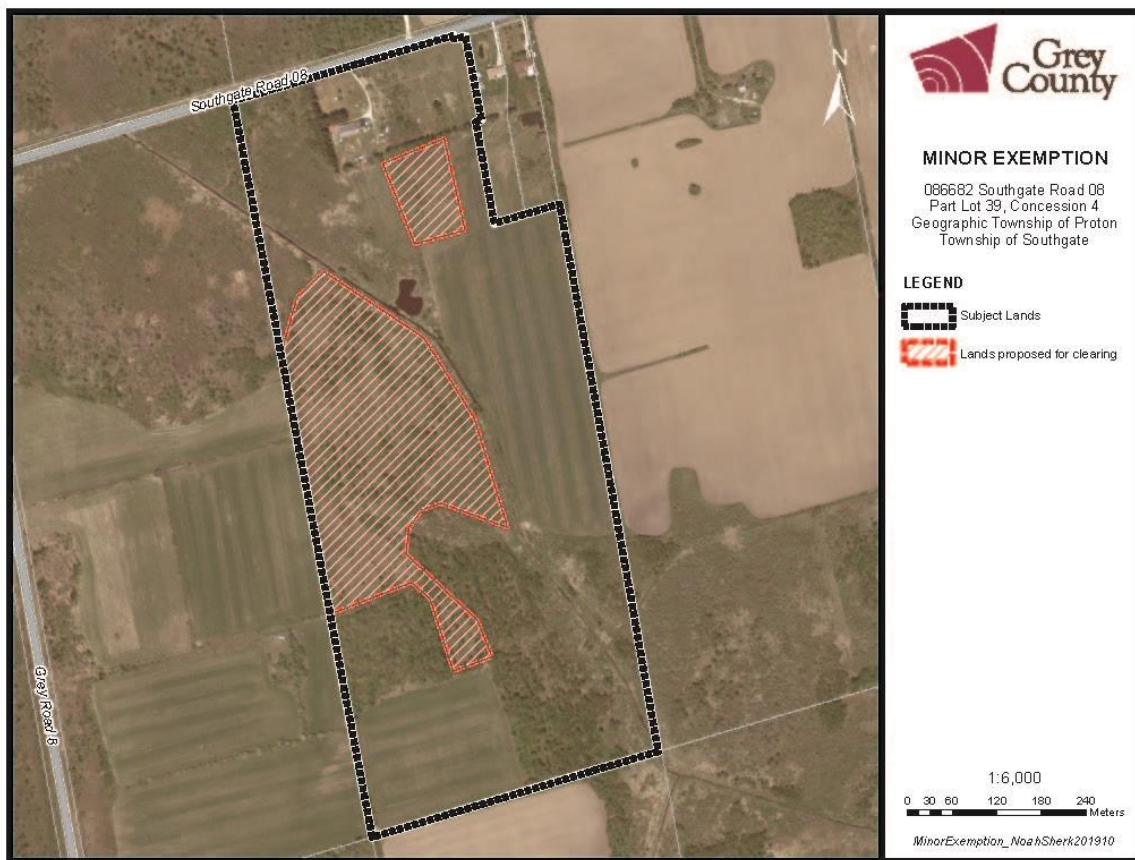 Southgate Road 08
Grey Road 8
N
Grey
County
MINOR EXEMPTION
086682 Southgate Road 08
Part Lot 39, Concession 4
Geographic Township of Proton
Township of Southgate
LEGEND
Subject Lands
Lands proposed for clearing
1:6,000
0 30 60 120 180 240
Meters
MinorExemption_NoahSherk201910